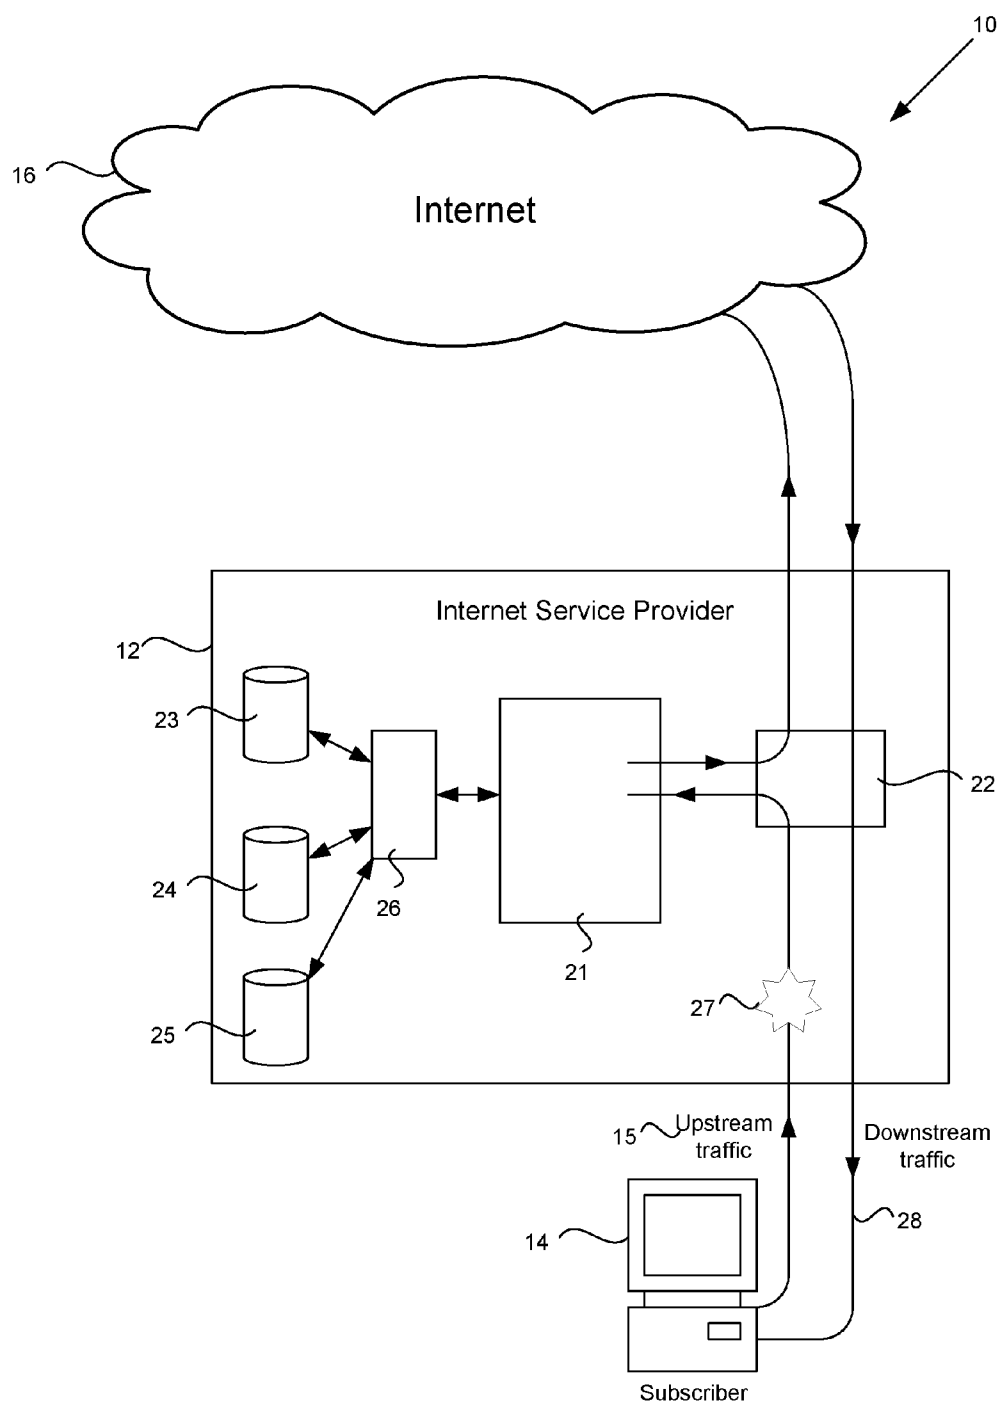 10
16
Internet
Internet Service Provider
12
23
22
24
26
21
27
25
15
Upstream
traffic
Downstream
traffic
28
14
Subscriber